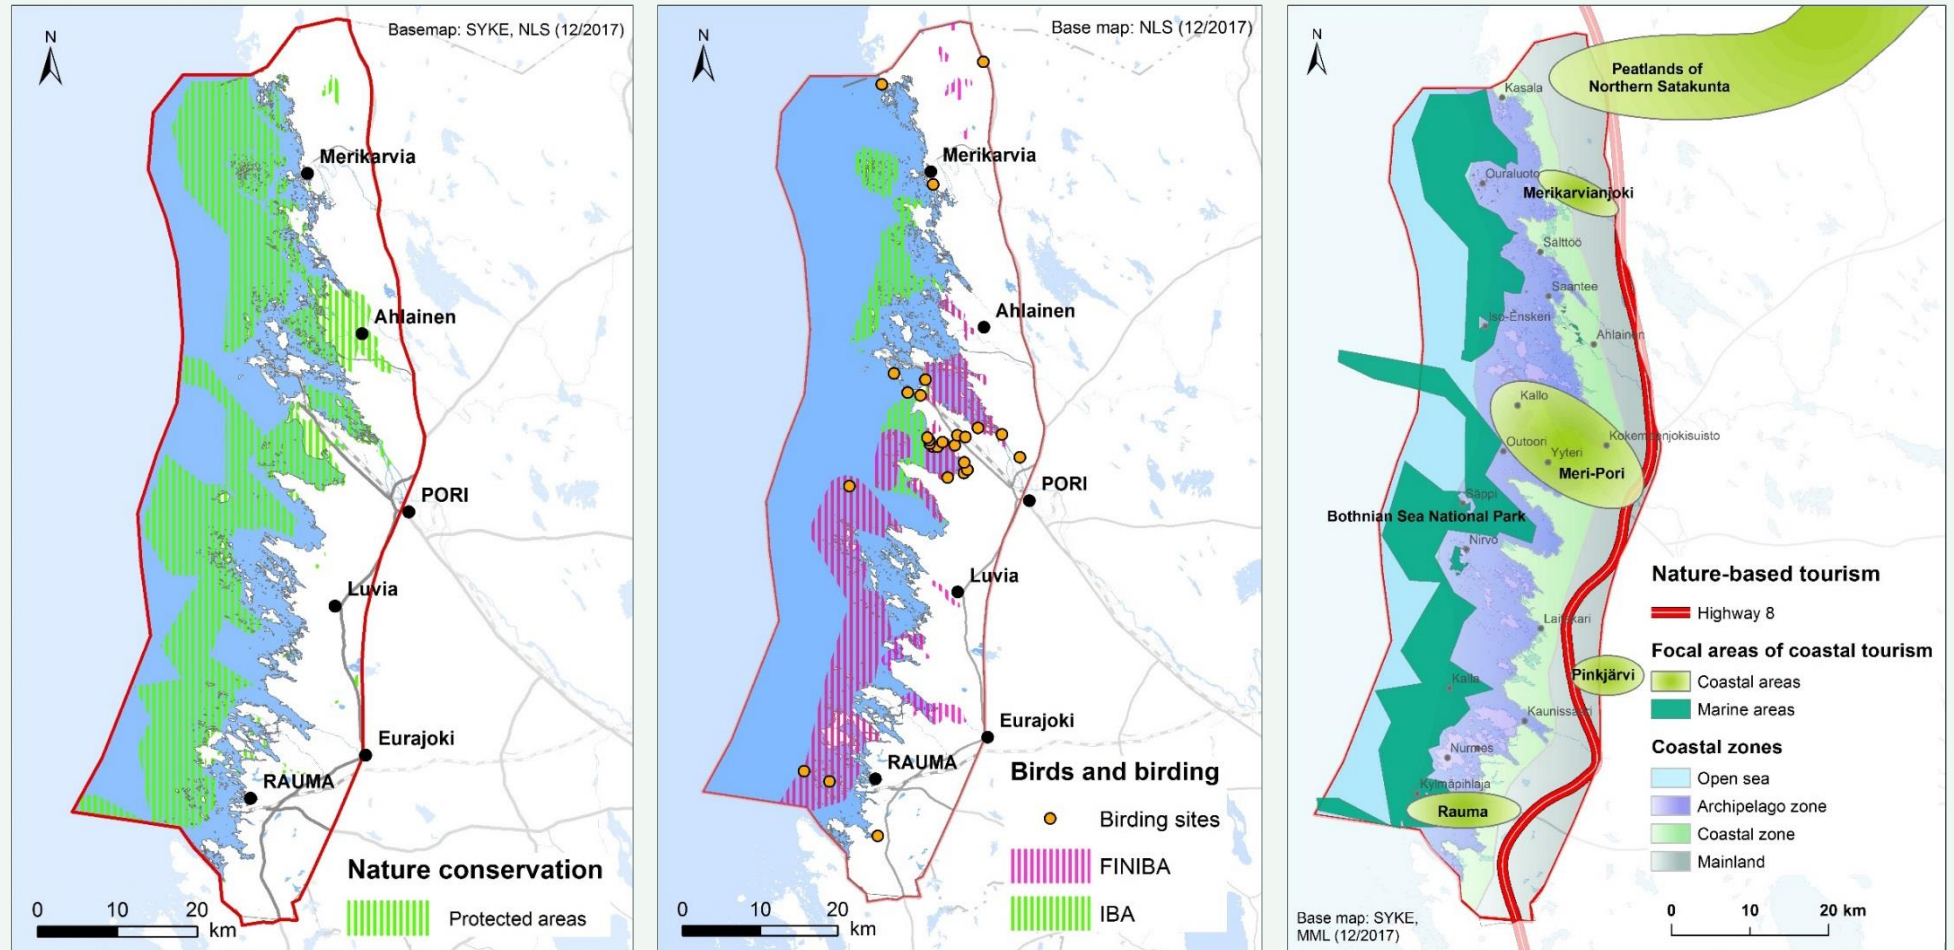 N
Basemap: SYKE, NLS (12/2017)
Merikarvia
Ahlainen
PORI
Luvia
Eurajoki
RAUMA
Nature conservation
Protected areas
0 10 20
km
N
Base map: NLS (12/2017)
Merikarvia
Ahlainen
PORI
Luvia
Eurajoki
RAUMA
Birds and birding
Birding sites
FINIBA
IBA
0 10 20
km
N
Peatlands of
Northern Satakunta
Kasala
Ouraluoto
Merikarvianjoki
Salttöö
Saantee
Iso-Enskeri
Ahlainen
Kallo
Outoori
Kokemäenjokisuisto
Yyteri
Meri-Pori
Säppi
Bothnian Sea National Park
Nirvo
Laitakari
Pinkjärvi
Kalla
Kaunissaari
Nurmes
Kylmäpihlaja
Rauma
Nature-based tourism
Highway 8
Focal areas of coastal tourism
Coastal areas
Marine areas
Coastal zones
Open sea
Archipelago zone
Coastal zone
Mainland
Base map: SYKE,
MML (12/2017)
0 10 20 km